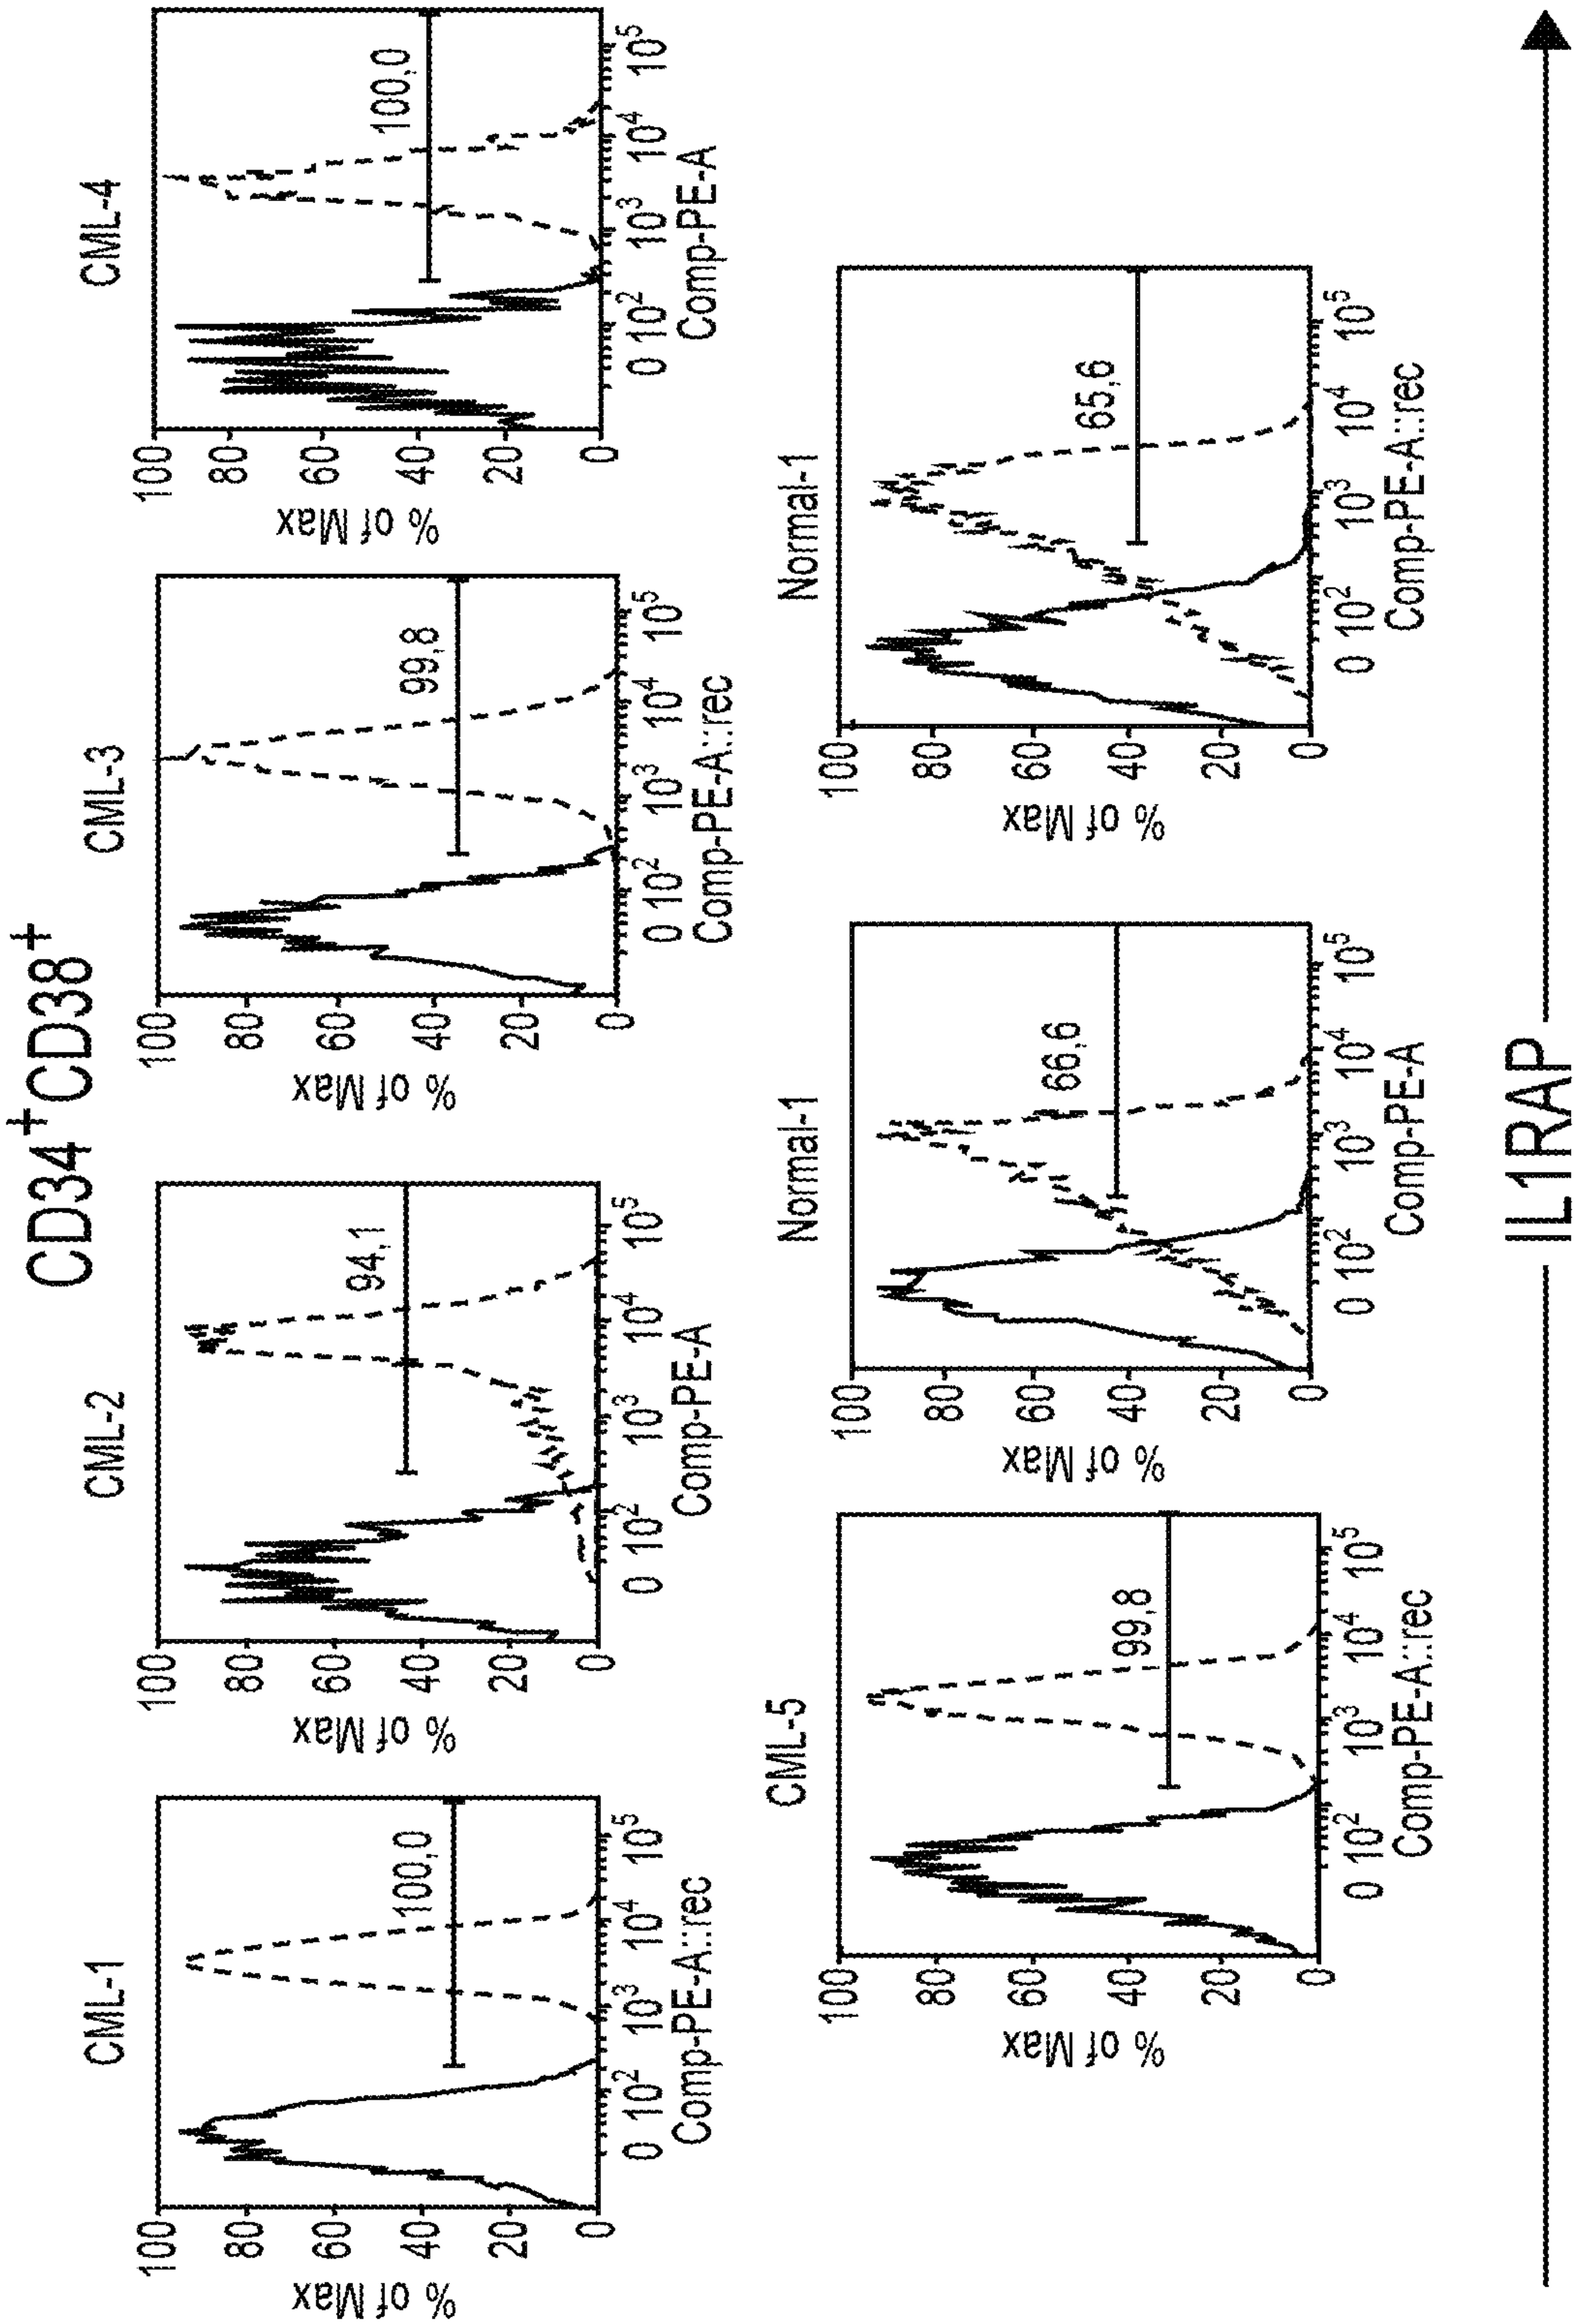 CD34⁺CD38⁺
CML-1
% of Max
100
80
60
40
20
0
100,0
0 10² 10³ 10⁴ 10⁵
Comp-PE-A::rec
CML-2
% of Max
100
80
60
40
20
0
94,1
0 10² 10³ 10⁴ 10⁵
Comp-PE-A
CML-3
% of Max
100
80
60
40
20
0
99,8
0 10² 10³ 10⁴ 10⁵
Comp-PE-A::rec
CML-4
% of Max
100
80
60
40
20
0
100,0
0 10² 10³ 10⁴ 10⁵
Comp-PE-A
CML-5
% of Max
100
80
60
40
20
0
99,8
0 10² 10³ 10⁴ 10⁵
Comp-PE-A::rec
Normal-1
% of Max
100
80
60
40
20
0
66,6
0 10² 10³ 10⁴ 10⁵
Comp-PE-A
Normal-1
% of Max
100
80
60
40
20
0
65,6
0 10² 10³ 10⁴ 10⁵
Comp-PE-A::rec
IL1RAP